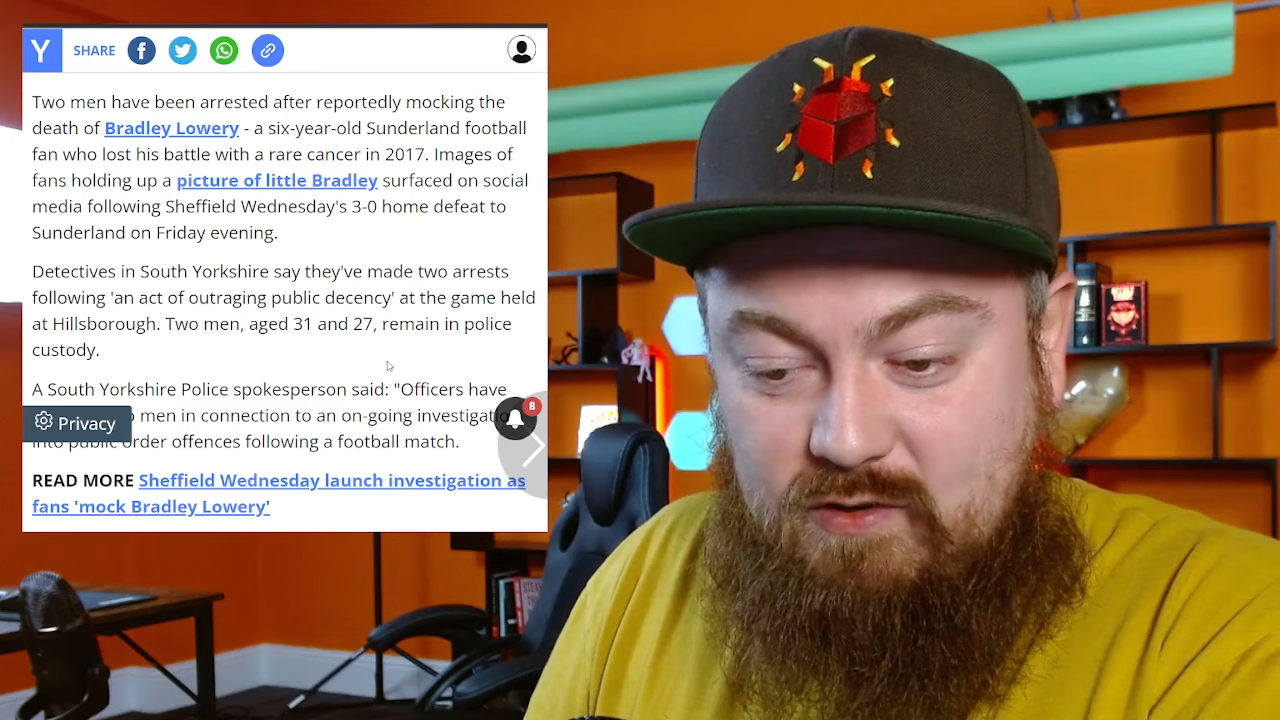 Y SHARE
Two men have been arrested after reportedly mocking the
death of Bradley Lowery - a six-year-old Sunderland football
fan who lost his battle with a rare cancer in 2017. Images of
fans holding up a picture of little Bradley surfaced on social
media following Sheffield Wednesday's 3-0 home defeat to
Sunderland on Friday evening.
Detectives in South Yorkshire say they've made two arrests
following 'an act of outraging public decency' at the game held
at Hillsborough. Two men, aged 31 and 27, remain in police
custody.
A South Yorkshire Police spokesperson said: "Officers have
8
men in connection to an on-going
Privacy
into public order offences following a football match.
READ MORE Sheffield Wednesday launch investigation as
fans 'mock Bradley Lowery'